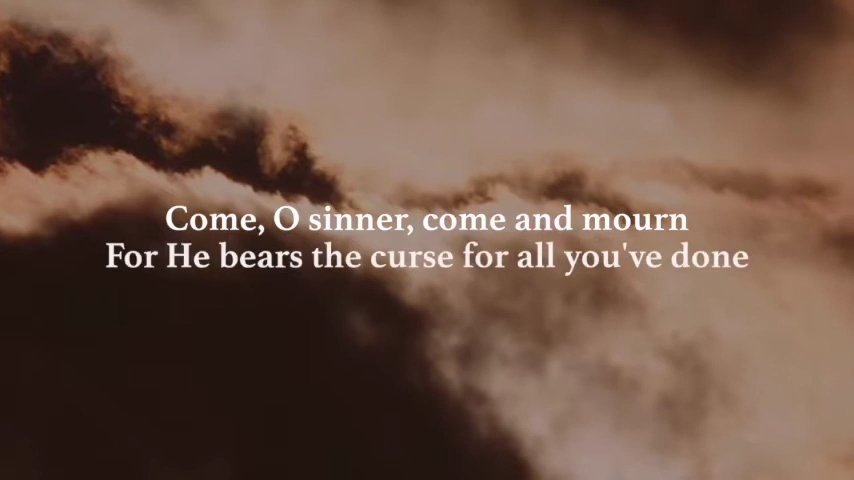 Come, O sinner, come and mourn
For He bears the curse for all you've done